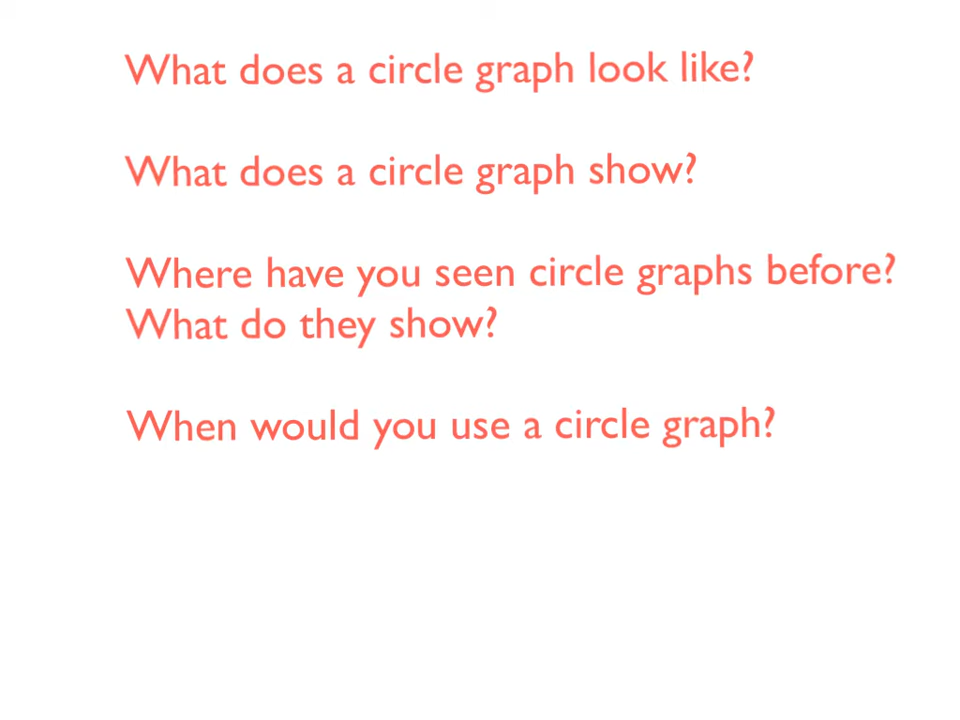 What does a circle graph look like?
What does a circle graph show?
Where have you seen circle graphs before?
What do they show?
When would you use a circle graph?